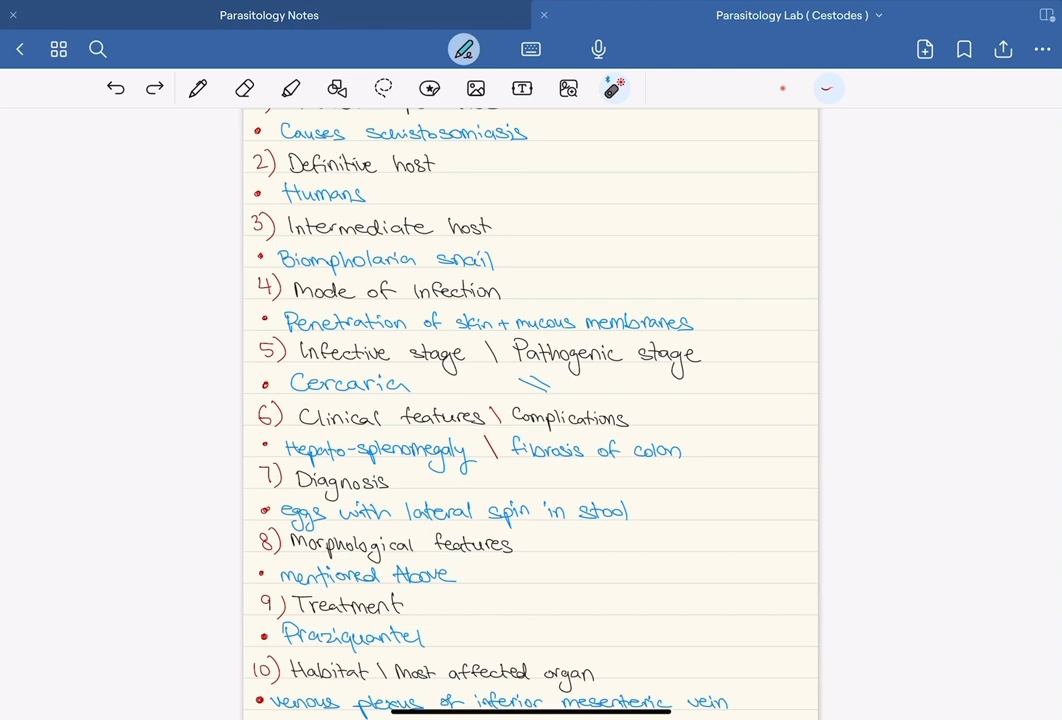 Parasitology Notes
Parasitology Lab ( Cestodes )
Causes schistosomiasis
2) Definitive host
Humans
3) Intermediate host
Biompholaria snail
4) Mode of infection
Penetration of skin + mucous membranes
5) Infective stage \ Pathogenic stage
Cercaria \\
6) Clinical features \ Complications
Hepato-splenomegaly \ fibrosis of colon
7) Diagnosis
eggs with lateral spin in stool
8) Morphological features
mentioned Above
9) Treatment
Praziquantel
10) Habitat \ Most affected organ
venous plexus of inferior mesenteric vein